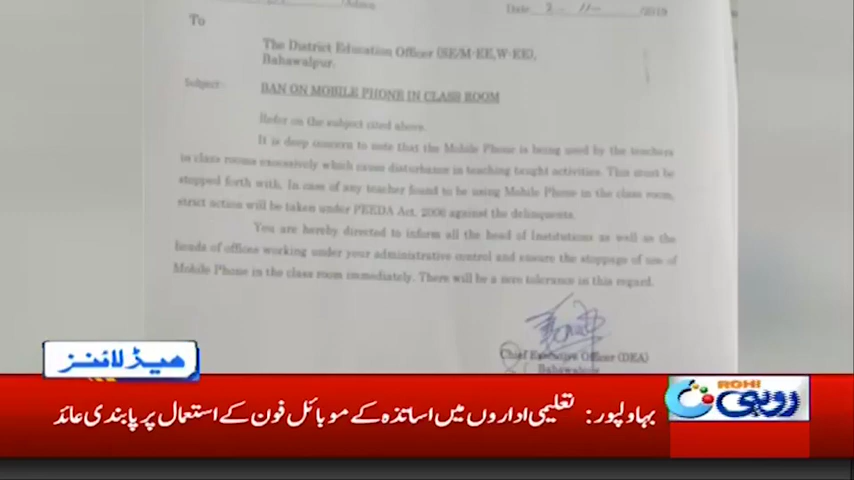 /Admn
Date 2- 11- /2019
To
The District Education Officer (SE/M-EE,W-EE),
Bahawalpur.
Subject: BAN ON MOBILE PHONE IN CLASS ROOM
Refer on the subject cited above.
It is deep concern to note that the Mobile Phone is being used by the teachers
in class rooms excessively which cause disturbance in teaching tought activities. This must be
stopped forth with. In case of any teacher found to be using Mobile Phone in the class room,
strict action will be taken under PEEDA Act, 2006 against the delinquents.
You are hereby directed to inform all the head of Institutions as well as the
heads of offices working under your administrative control and ensure the stoppage of use of
Mobile Phone in the class room immediately. There will be a zero tolerance in this regard.
Chief Executive Officer (DEA)
Bahawalpur
ھیڈ لائنز
ROHI
روہی
بہاولپور: تعلیمی اداروں میں اساتذہ کے موبائل فون کے استعمال پر پابندی عائد